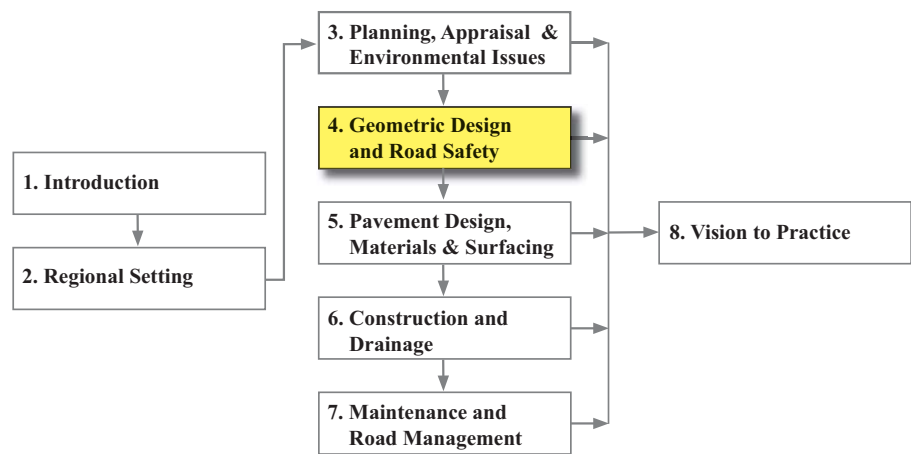 1. Introduction
2. Regional Setting
3. Planning, Appraisal &
Environmental Issues
4. Geometric Design
and Road Safety
5. Pavement Design,
Materials & Surfacing
6. Construction and
Drainage
7. Maintenance and
Road Management
8. Vision to Practice